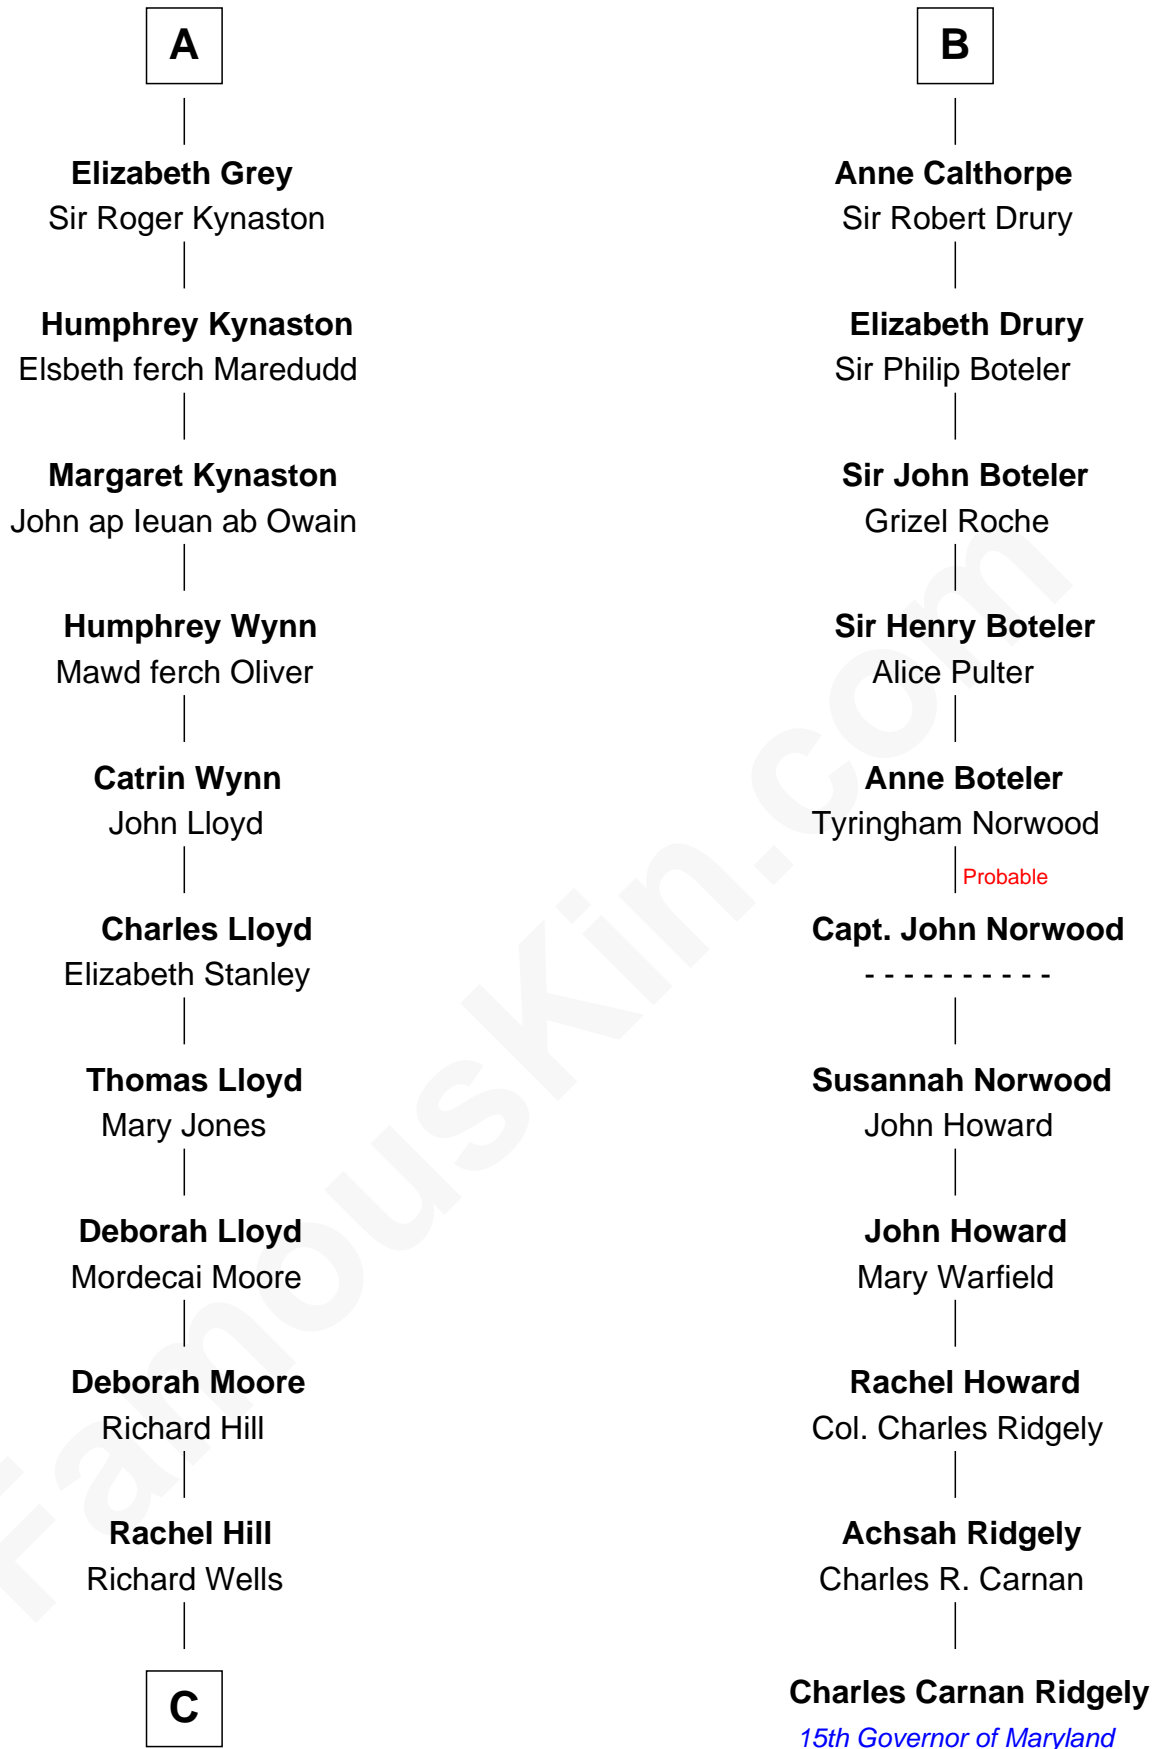 A
Elizabeth Grey
Sir Roger Kynaston
Humphrey Kynaston
Elsbeth ferch Maredudd
Margaret Kynaston
John ap Ieuan ab Owain
Humphrey Wynn
Mawd ferch Oliver
Catrin Wynn
John Lloyd
Charles Lloyd
Elizabeth Stanley
Thomas Lloyd
Mary Jones
Deborah Lloyd
Mordecai Moore
Deborah Moore
Richard Hill
Rachel Hill
Richard Wells
C
B
Anne Calthorpe
Sir Robert Drury
Elizabeth Drury
Sir Philip Boteler
Sir John Boteler
Grizel Roche
Sir Henry Boteler
Alice Pulter
Anne Boteler
Tyringham Norwood
Probable
Capt. John Norwood
- - - - - - - - - -
Susannah Norwood
John Howard
John Howard
Mary Warfield
Rachel Howard
Col. Charles Ridgely
Achsah Ridgely
Charles R. Carnan
Charles Carnan Ridgely
15th Governor of Maryland
FamousKin.com